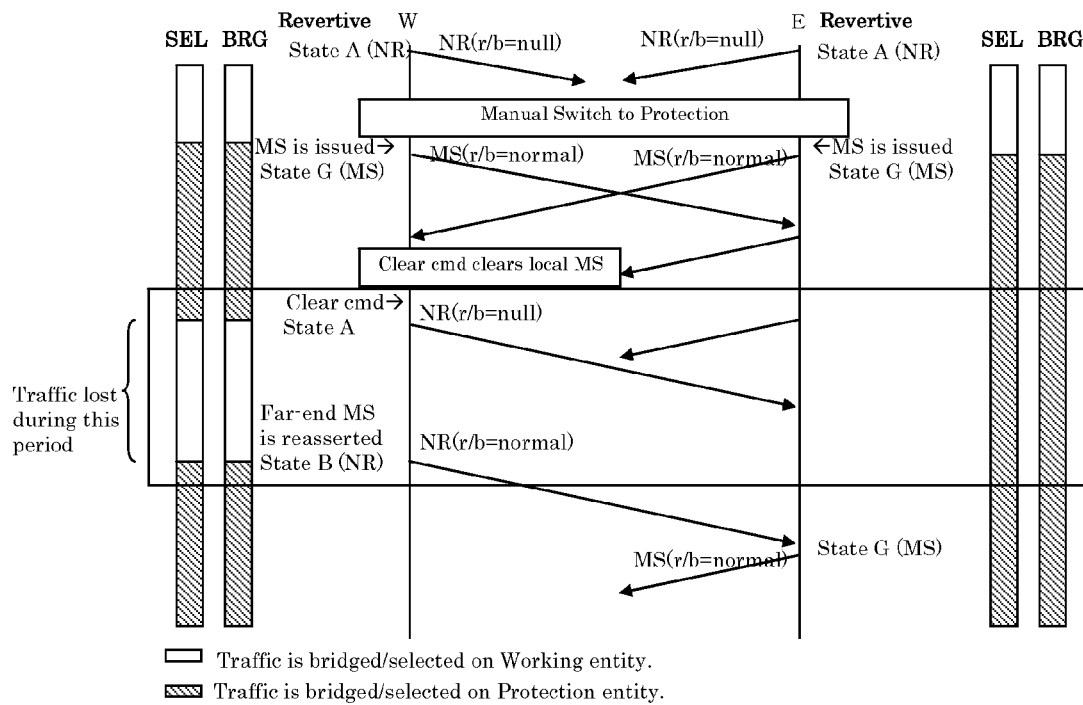 Revertive W E Revertive
SEL BRG SEL BRG
State A (NR) NR(r/b=null) NR(r/b=null) State A (NR)
Manual Switch to Protection
MS is issued→ MS(r/b=normal) MS(r/b=normal) ←MS is issued
State G (MS) State G (MS)
Clear cmd clears local MS
Clear cmd→
State A
NR(r/b=null)
Traffic lost
during this
period
Far-end MS
is reasserted
State B (NR)
NR(r/b=normal)
State G (MS)
MS(r/b=normal)
Traffic is bridged/selected on Working entity.
Traffic is bridged/selected on Protection entity.